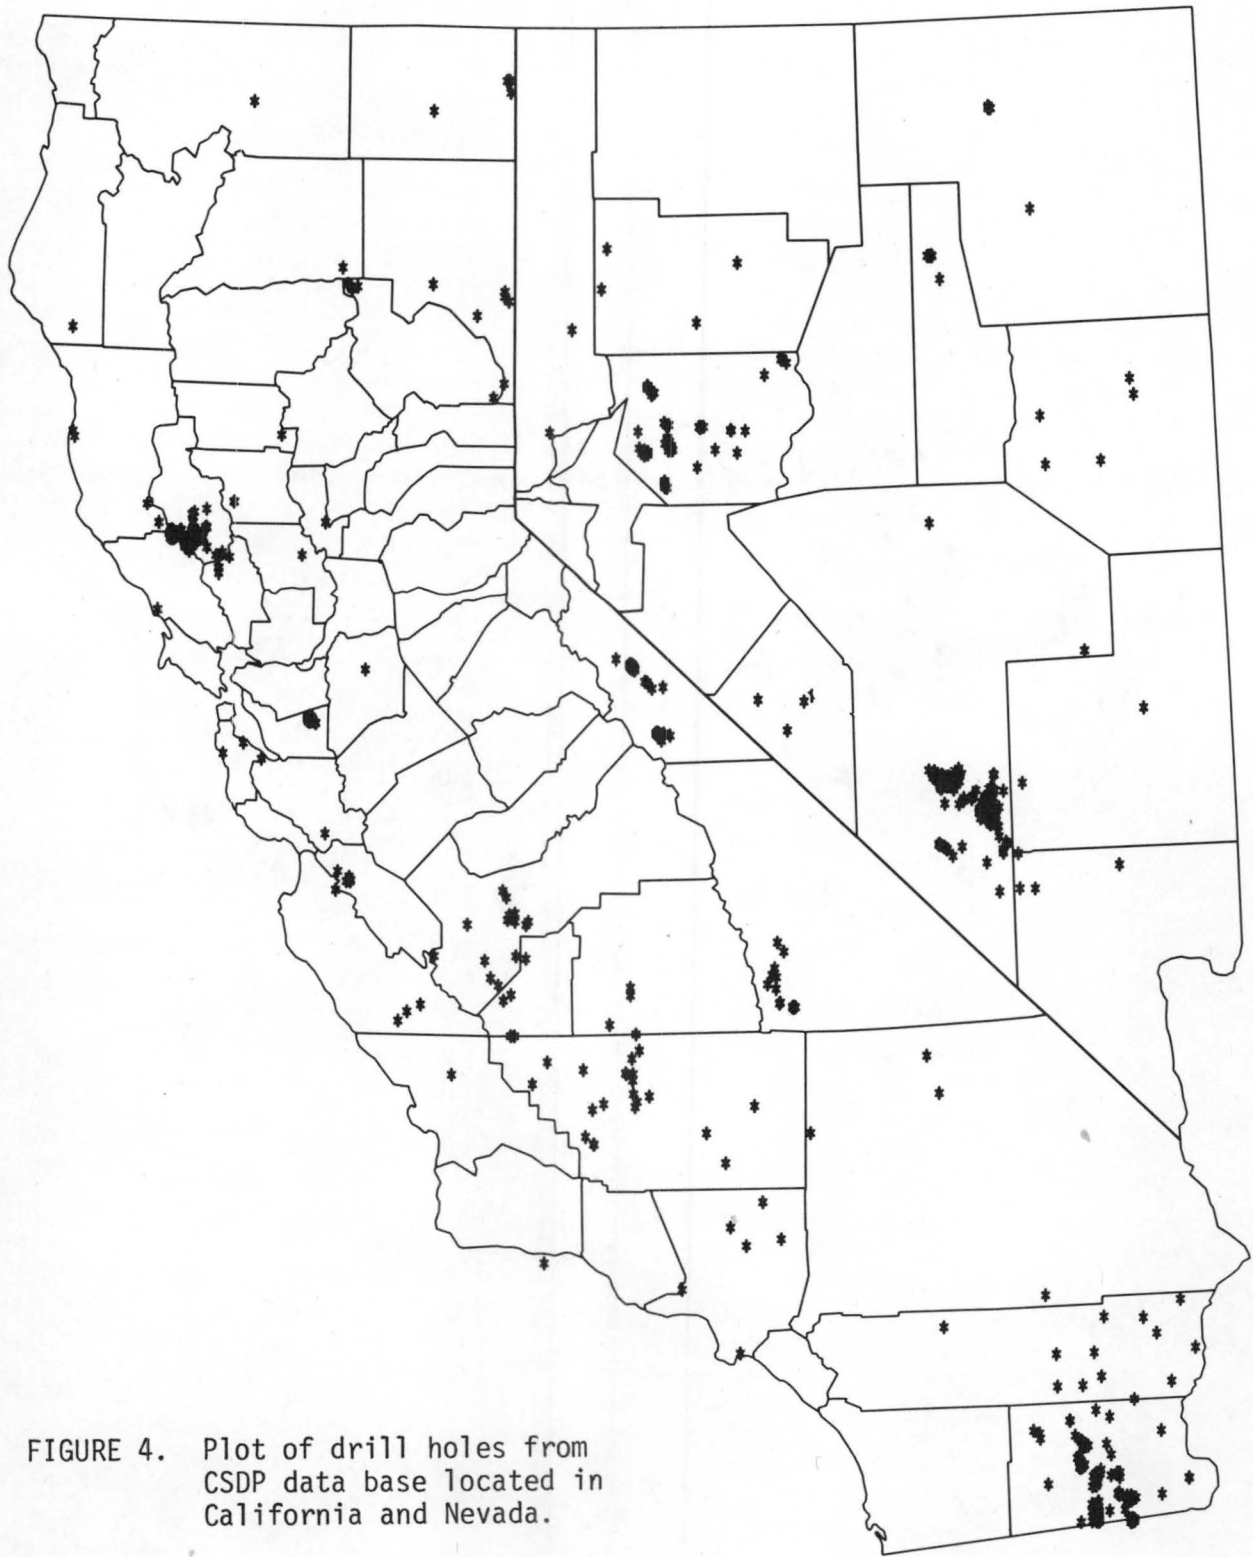 FIGURE 4. Plot of drill holes from
CSDP data base located in
California and Nevada.